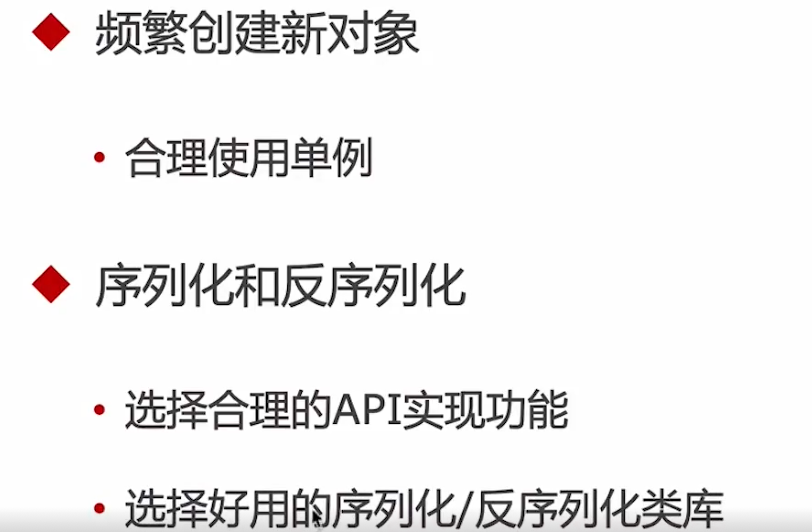 频繁创建新对象
合理使用单例
序列化和反序列化
选择合理的API实现功能
选择好用的序列化/反序列化类库